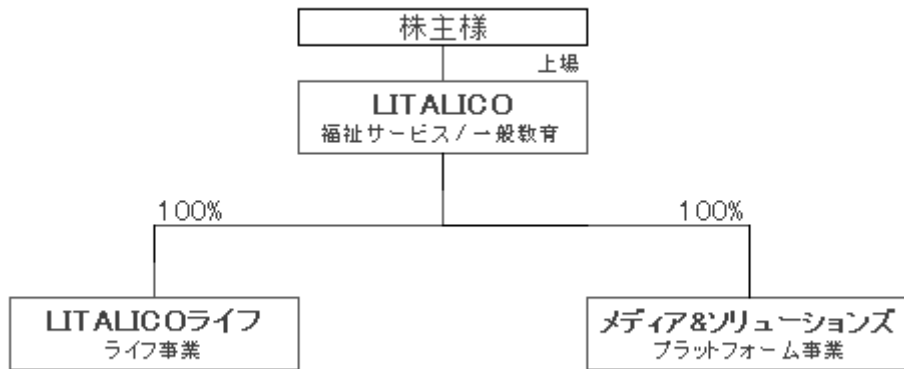 株主様
上場
LITALICO
福祉サービス/一般教育
100%
100%
LITALICOライフ
ライフ事業
メディア&ソリューションズ
プラットフォーム事業